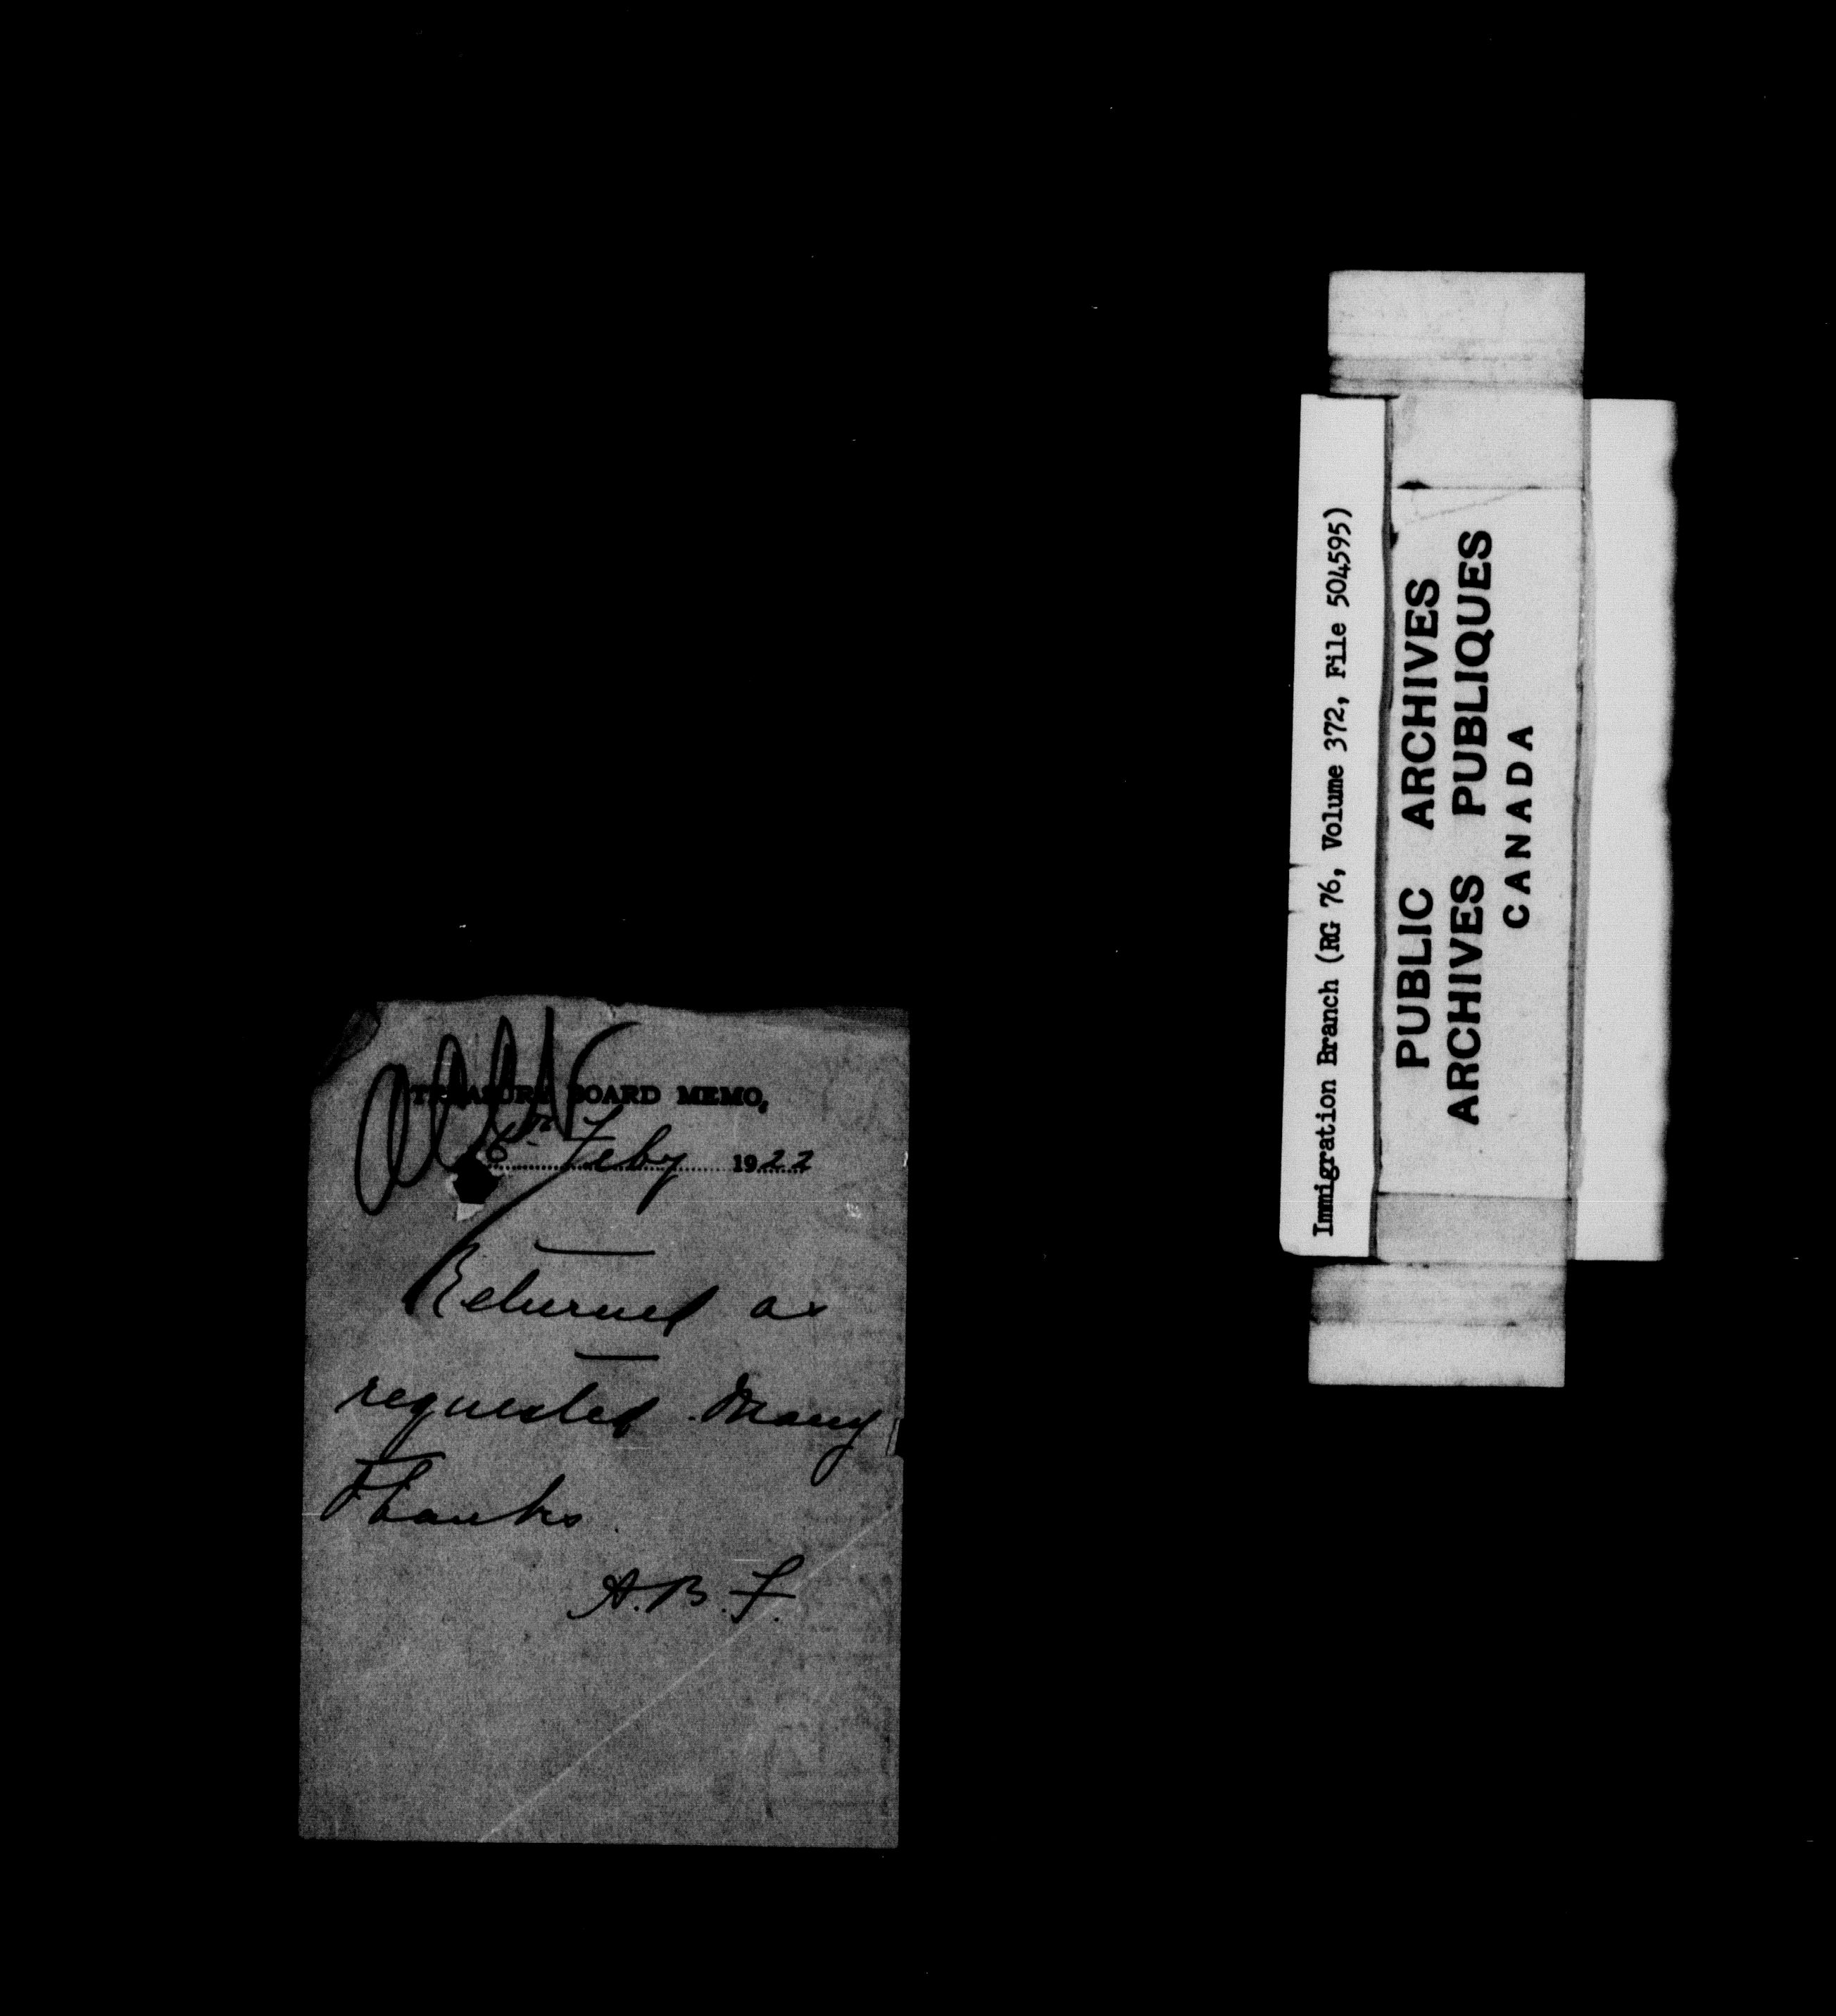 TREASURY BOARD MEMO,
Feby 1922
Returned as
requested. Many
Thanks.
A.B.F.
Immigration Branch (RG 76, Volume 372, File 504595)
PUBLIC ARCHIVES
ARCHIVES PUBLIQUES
CANADA